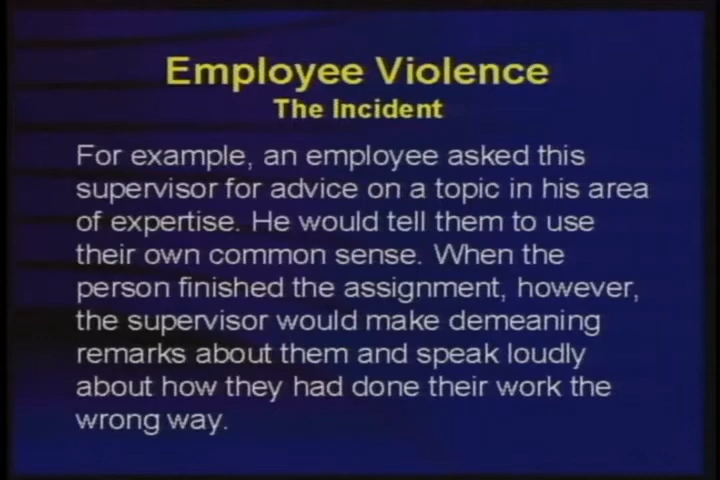 Employee Violence
The Incident
For example, an employee asked this
supervisor for advice on a topic in his area
of expertise. He would tell them to use
their own common sense. When the
person finished the assignment, however,
the supervisor would make demeaning
remarks about them and speak loudly
about how they had done their work the
wrong way.